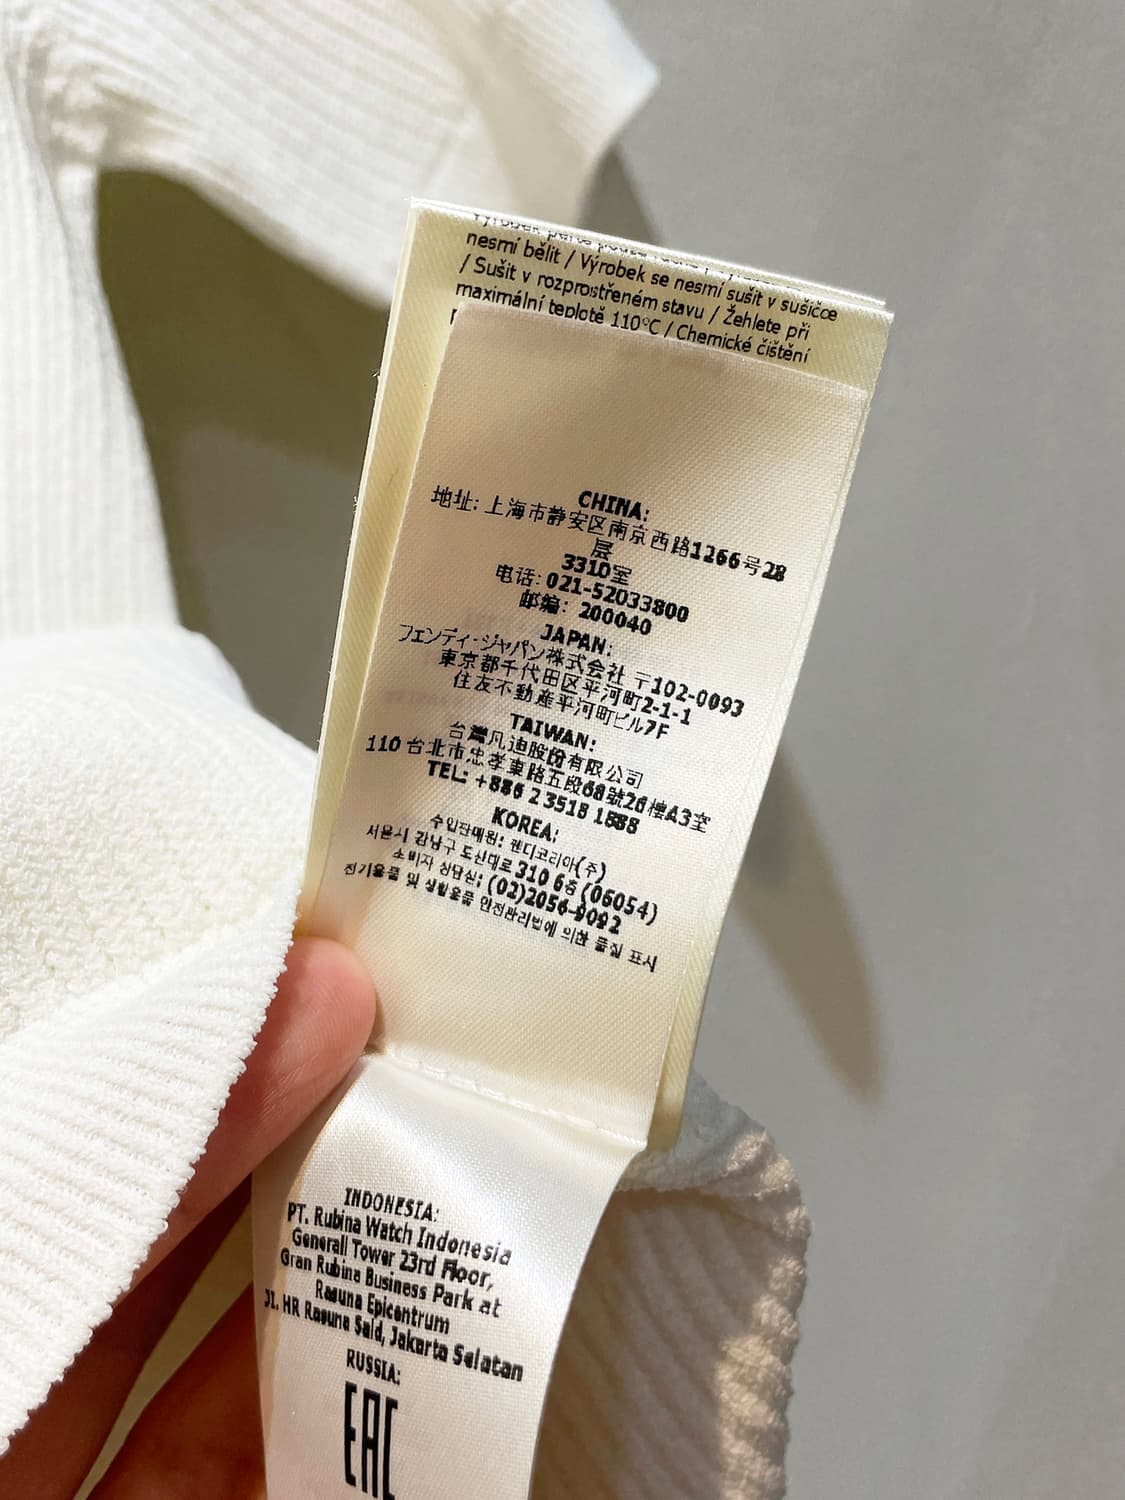 nesmí bělit / Výrobek se nesmí sušit v sušičce
/ Sušit v rozprostřeném stavu / Žehlete při
maximální teplotě 110°C / Chemické čištění
CHINA:
地址: 上海市静安区南京西路1266号28
层
3310室
电话: 021-52033800
邮编: 200040
JAPAN:
フェンディ・ジャパン株式会社 〒102-0093
東京都千代田区平河町2-1-1
住友不動産平河町ビル7F
TAIWAN:
台灣凡迪股份有限公司
110 台北市忠孝東路五段68號26樓A3室
TEL: +886 2 3518 1888
KOREA:
수입판매원: 펜디코리아(주)
서울시 강남구 도산대로 310 6층 (06054)
소비자 상담실: (02)2056-9092
전기용품 및 생활용품 안전관리법에 의한 품질 표시
INDONESIA:
PT. Rubina Watch Indonesia
Generali Tower 23rd Floor,
Gran Rubina Business Park at
Rasuna Epicentrum
Jl. HR Rasuna Said, Jakarta Selatan
RUSSIA:
EAC